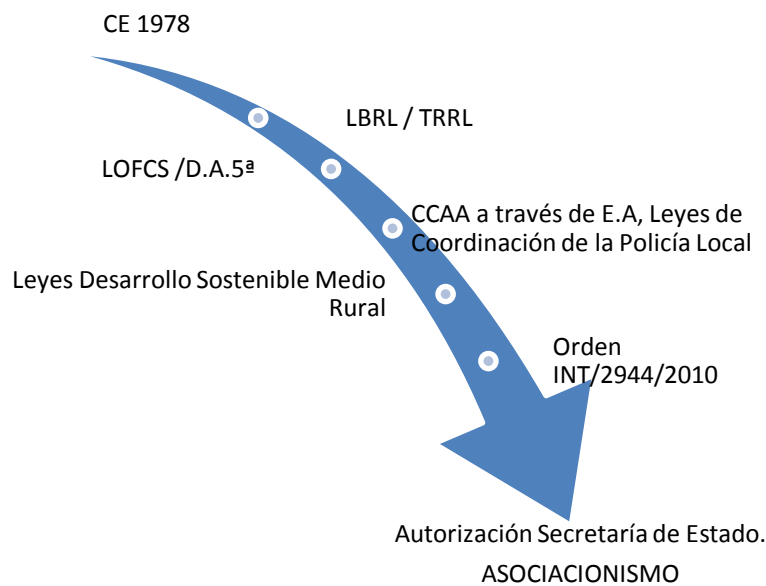 CE 1978
LBRL / TRRL
LOFCS /D.A.5ª
CCAA a través de E.A, Leyes de
Coordinación de la Policía Local
Leyes Desarrollo Sostenible Medio
Rural
Orden
INT/2944/2010
Autorización Secretaría de Estado.
ASOCIACIONISMO